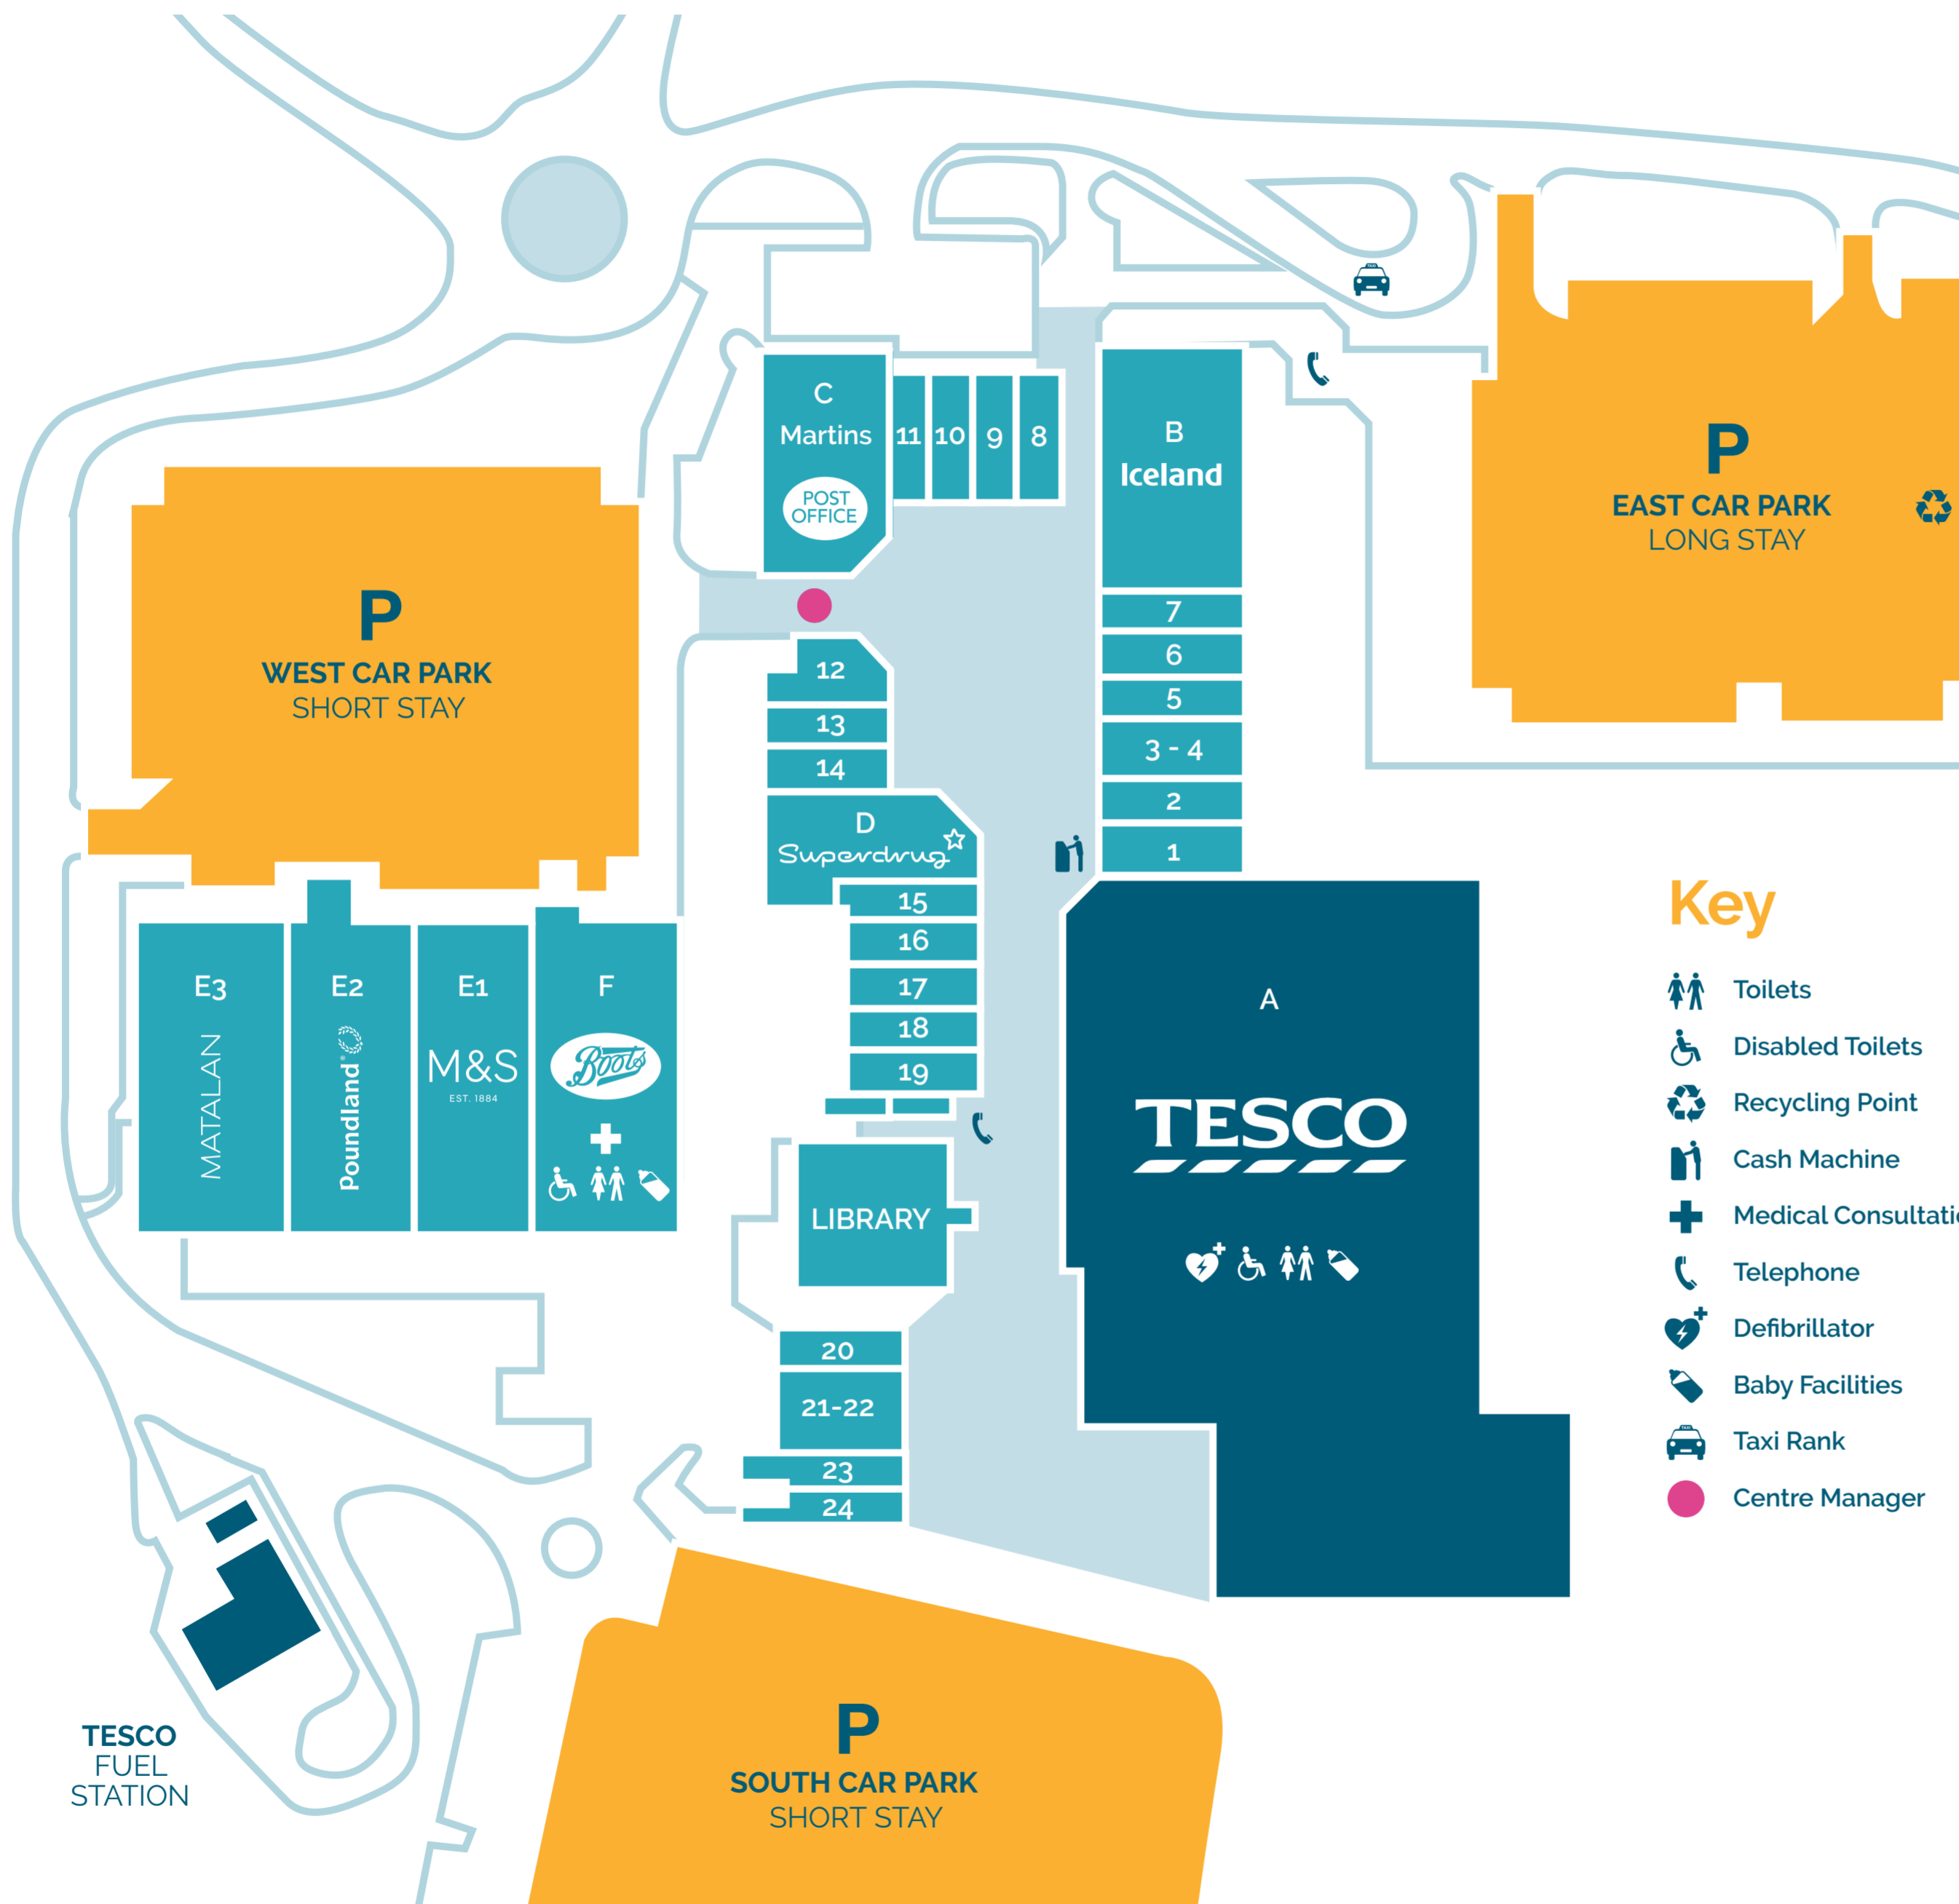 C
Martins
POST
OFFICE
11
10
9
8
B
Iceland
7
6
5
3 - 4
2
1
P
EAST CAR PARK
LONG STAY
P
WEST CAR PARK
SHORT STAY
12
13
14
D
Superdrug
15
16
17
18
19
E3
MATALAN
E2
poundland®
E1
M&S
EST. 1884
F
Boots
LIBRARY
A
TESCO
20
21-22
23
24
TESCO
FUEL
STATION
P
SOUTH CAR PARK
SHORT STAY
Key
Toilets
Disabled Toilets
Recycling Point
Cash Machine
Medical Consultati
Telephone
Defibrillator
Baby Facilities
Taxi Rank
Centre Manager